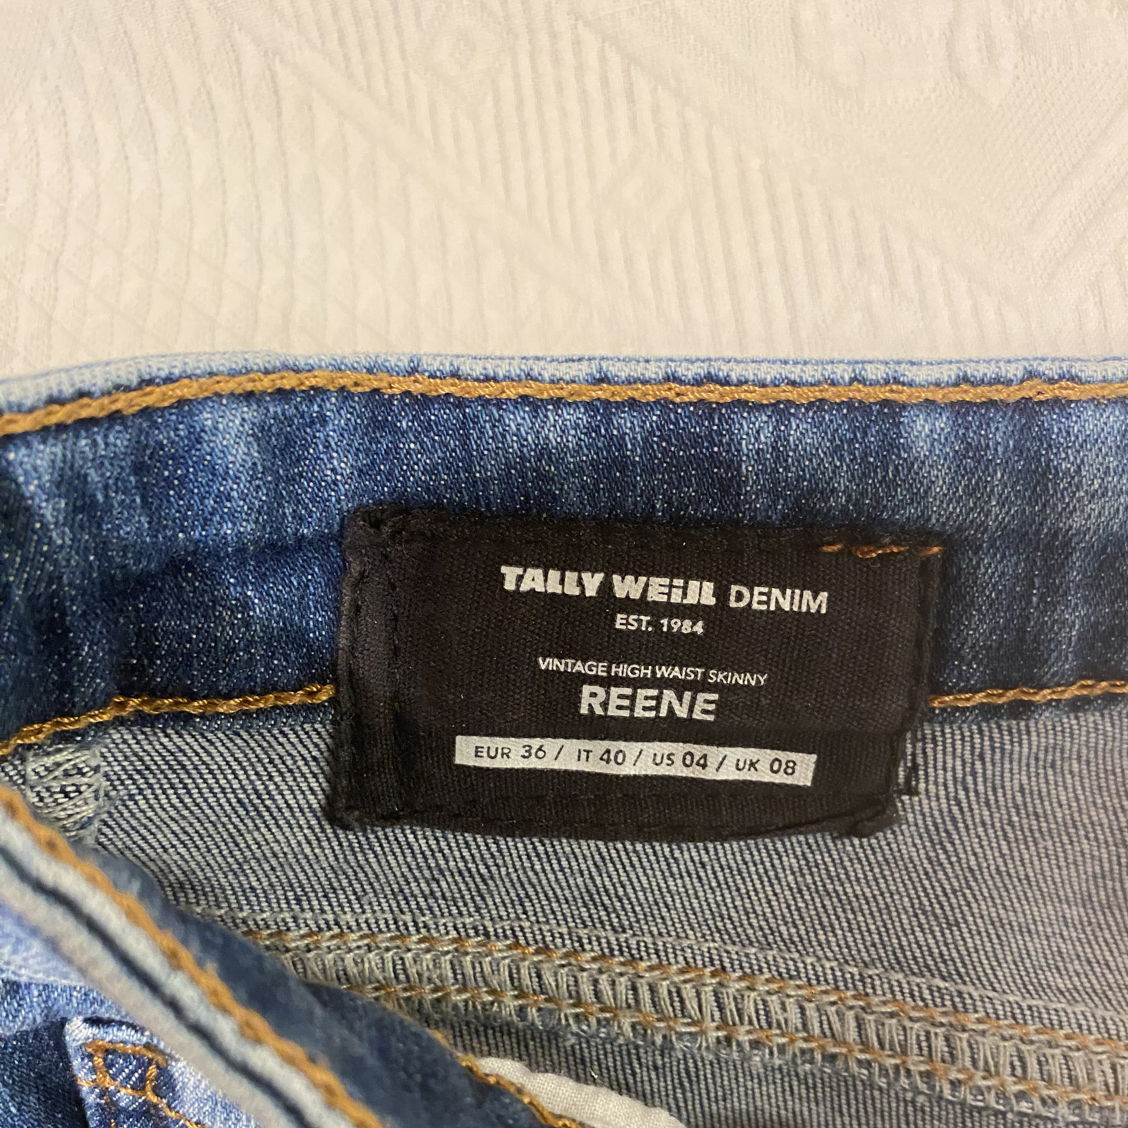 TALLY WEiJL DENIM
EST. 1984
VINTAGE HIGH WAIST SKINNY
REENE
EUR 36 / IT 40 / US 04 / UK 08